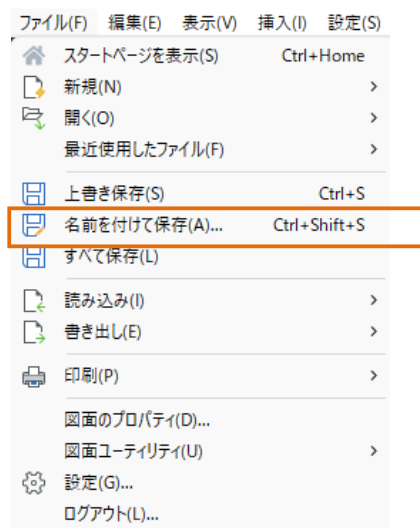 ファイル(F) 編集(E) 表示(V) 挿入(I) 設定(S)
スタートページを表示(S) Ctrl+Home
新規(N)
開く(O)
最近使用したファイル(F)
上書き保存(S) Ctrl+S
名前を付けて保存(A)... Ctrl+Shift+S
すべて保存(L)
読み込み(I)
書き出し(E)
印刷(P)
図面のプロパティ(D)...
図面ユーティリティ(U)
設定(G)...
ログアウト(L)...